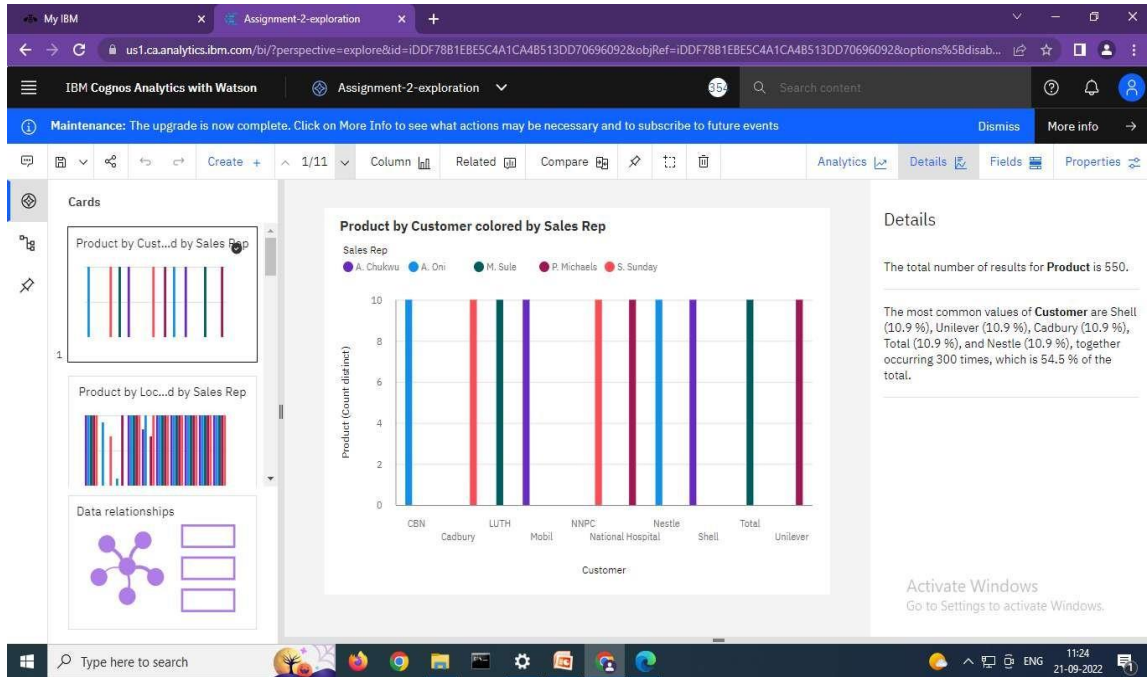 My IBM
Assignment-2-exploration
us1.ca.analytics.ibm.com/bi/?perspective=explore&id=iDDF78B1EBE5C4A1CA4B513DD70696092&objRef=iDDF78B1EBE5C4A1CA4B513DD70696092&options%5Bdisab...
IBM Cognos Analytics with Watson
Assignment-2-exploration
354
Search content
Maintenance: The upgrade is now complete. Click on More Info to see what actions may be necessary and to subscribe to future events
Dismiss
More info
Create +
1/11
Column
Related
Compare
Analytics
Details
Fields
Properties
Cards
Product by Cust...d by Sales Rep
1
Product by Loc...d by Sales Rep
Data relationships
Product by Customer colored by Sales Rep
Sales Rep
A. Chukwu A. Oni M. Sule P. Michaels S. Sunday
Product (Count distinct)
10
8
6
4
2
0
CBN LUTH NNPC Nestle Total
Cadbury Mobil National Hospital Shell Unilever
Customer
Details
The total number of results for Product is 550.
The most common values of Customer are Shell
(10.9 %), Unilever (10.9 %), Cadbury (10.9 %),
Total (10.9 %), and Nestle (10.9 %), together
occurring 300 times, which is 54.5 % of the
total.
Activate Windows
Go to Settings to activate Windows.
Type here to search
ENG
11:24
21-09-2022
1